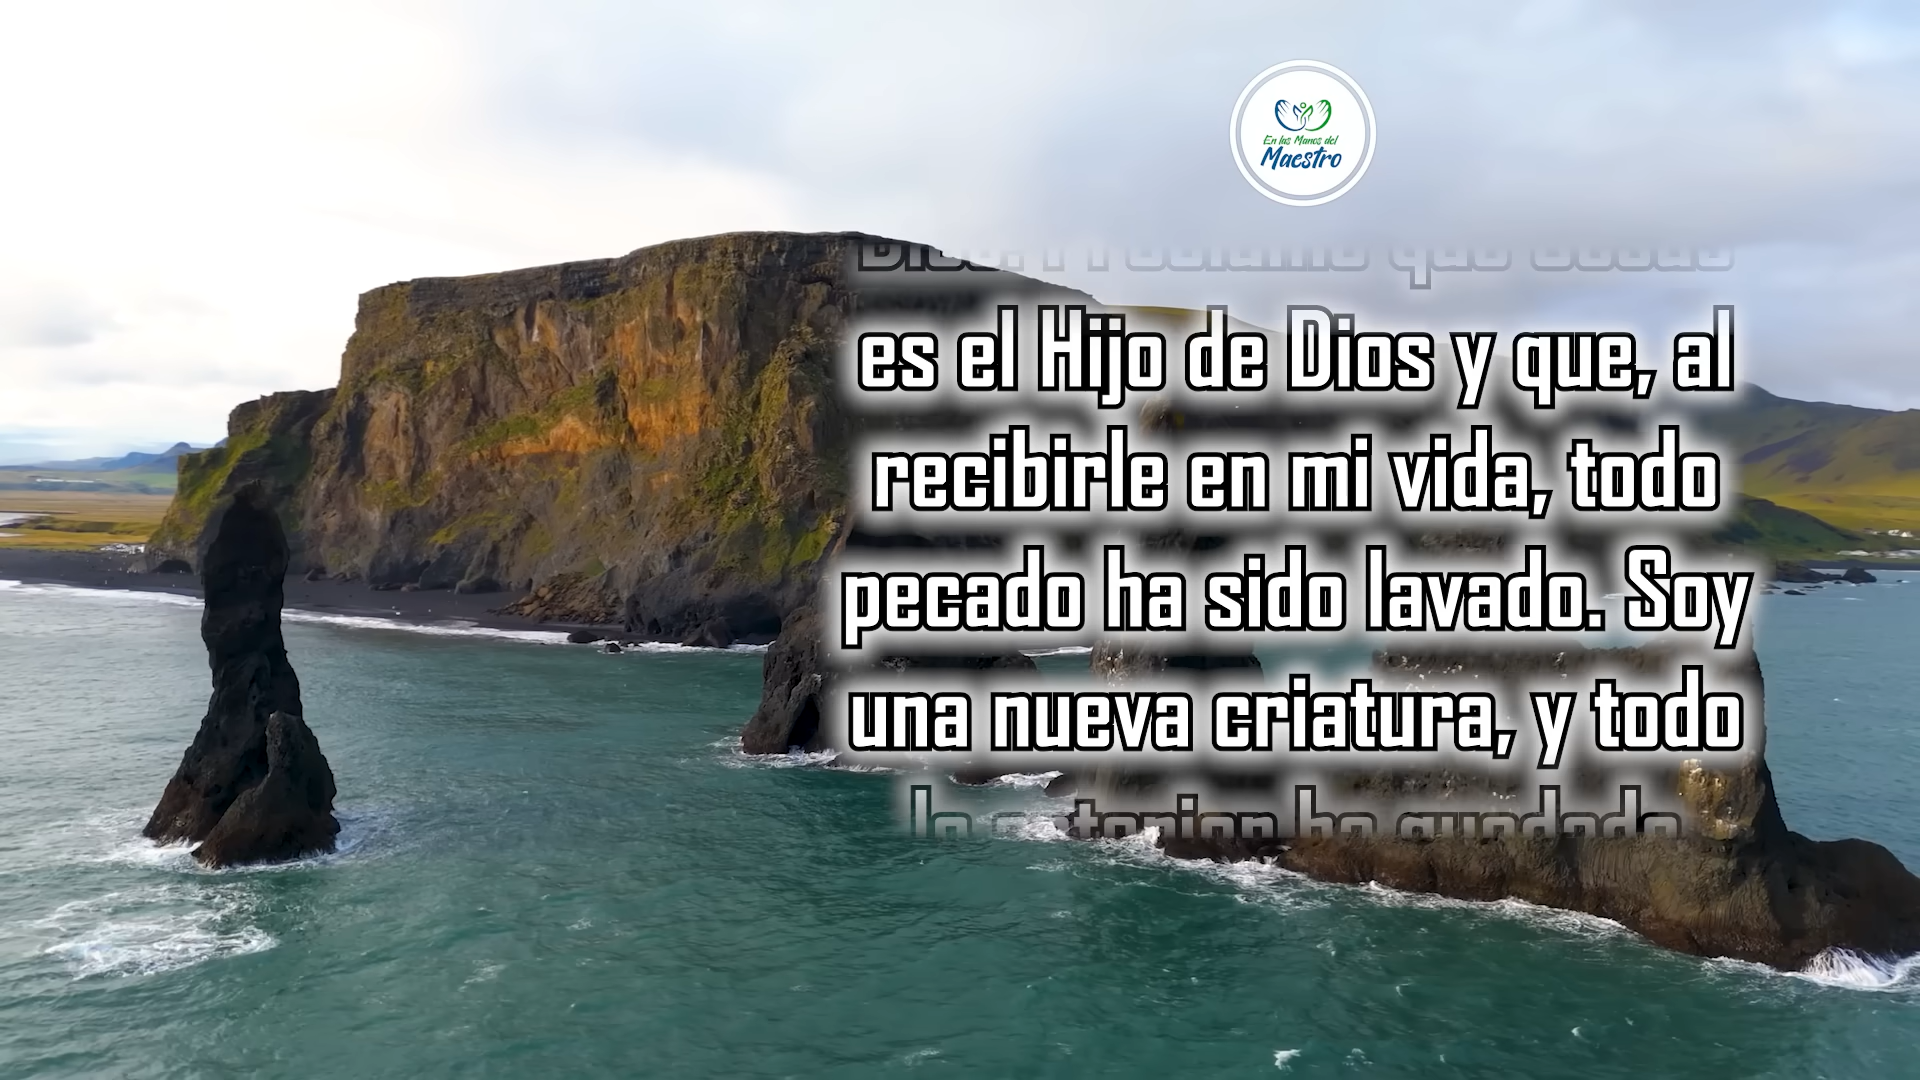 En las Manos del
Maestro
es el Hijo de Dios y que, al
recibirle en mi vida, todo
pecado ha sido lavado. Soy
una nueva criatura, y todo